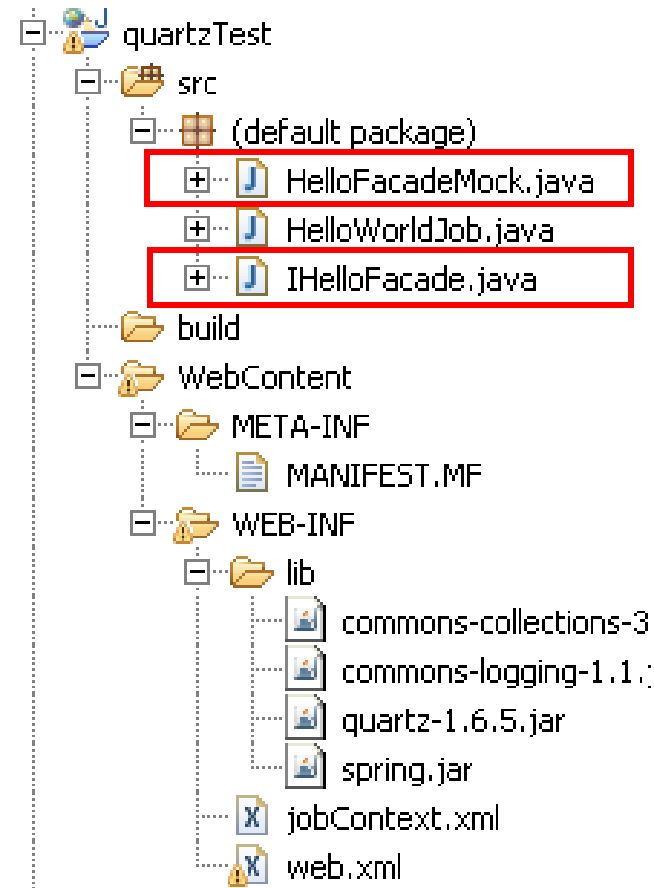 quartzTest
src
(default package)
HelloFacadeMock.java
HelloWorldJob.java
IHelloFacade.java
build
WebContent
META-INF
MANIFEST.MF
WEB-INF
lib
commons-collections-3
commons-logging-1.1.j
quartz-1.6.5.jar
spring.jar
jobContext.xml
web.xml